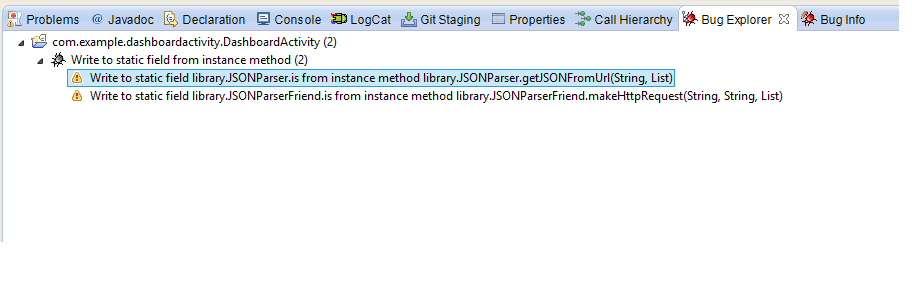 Problems @ Javadoc Declaration Console LogCat Git Staging Properties Call Hierarchy Bug Explorer Bug Info
com.example.dashboardactivity.DashboardActivity (2)
Write to static field from instance method (2)
Write to static field library.JSONParser.is from instance method library.JSONParser.getJSONFromUrl(String, List)
Write to static field library.JSONParserFriend.is from instance method library.JSONParserFriend.makeHttpRequest(String, String, List)